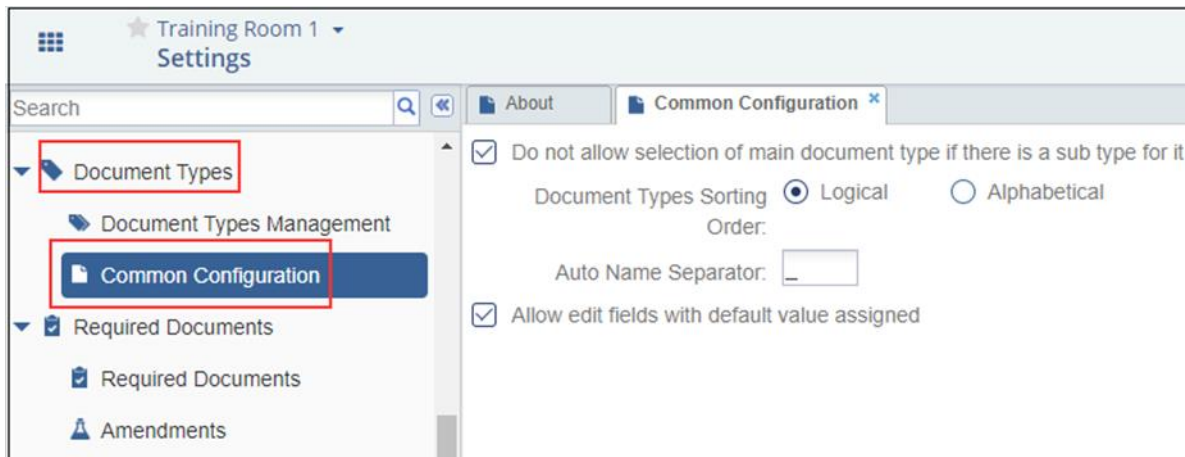 Training Room 1
Settings
Search
About
Common Configuration
Document Types
Document Types Management
Common Configuration
Required Documents
Required Documents
Amendments
Do not allow selection of main document type if there is a sub type for it
Document Types Sorting Order:
Logical
Alphabetical
Auto Name Separator: _
Allow edit fields with default value assigned